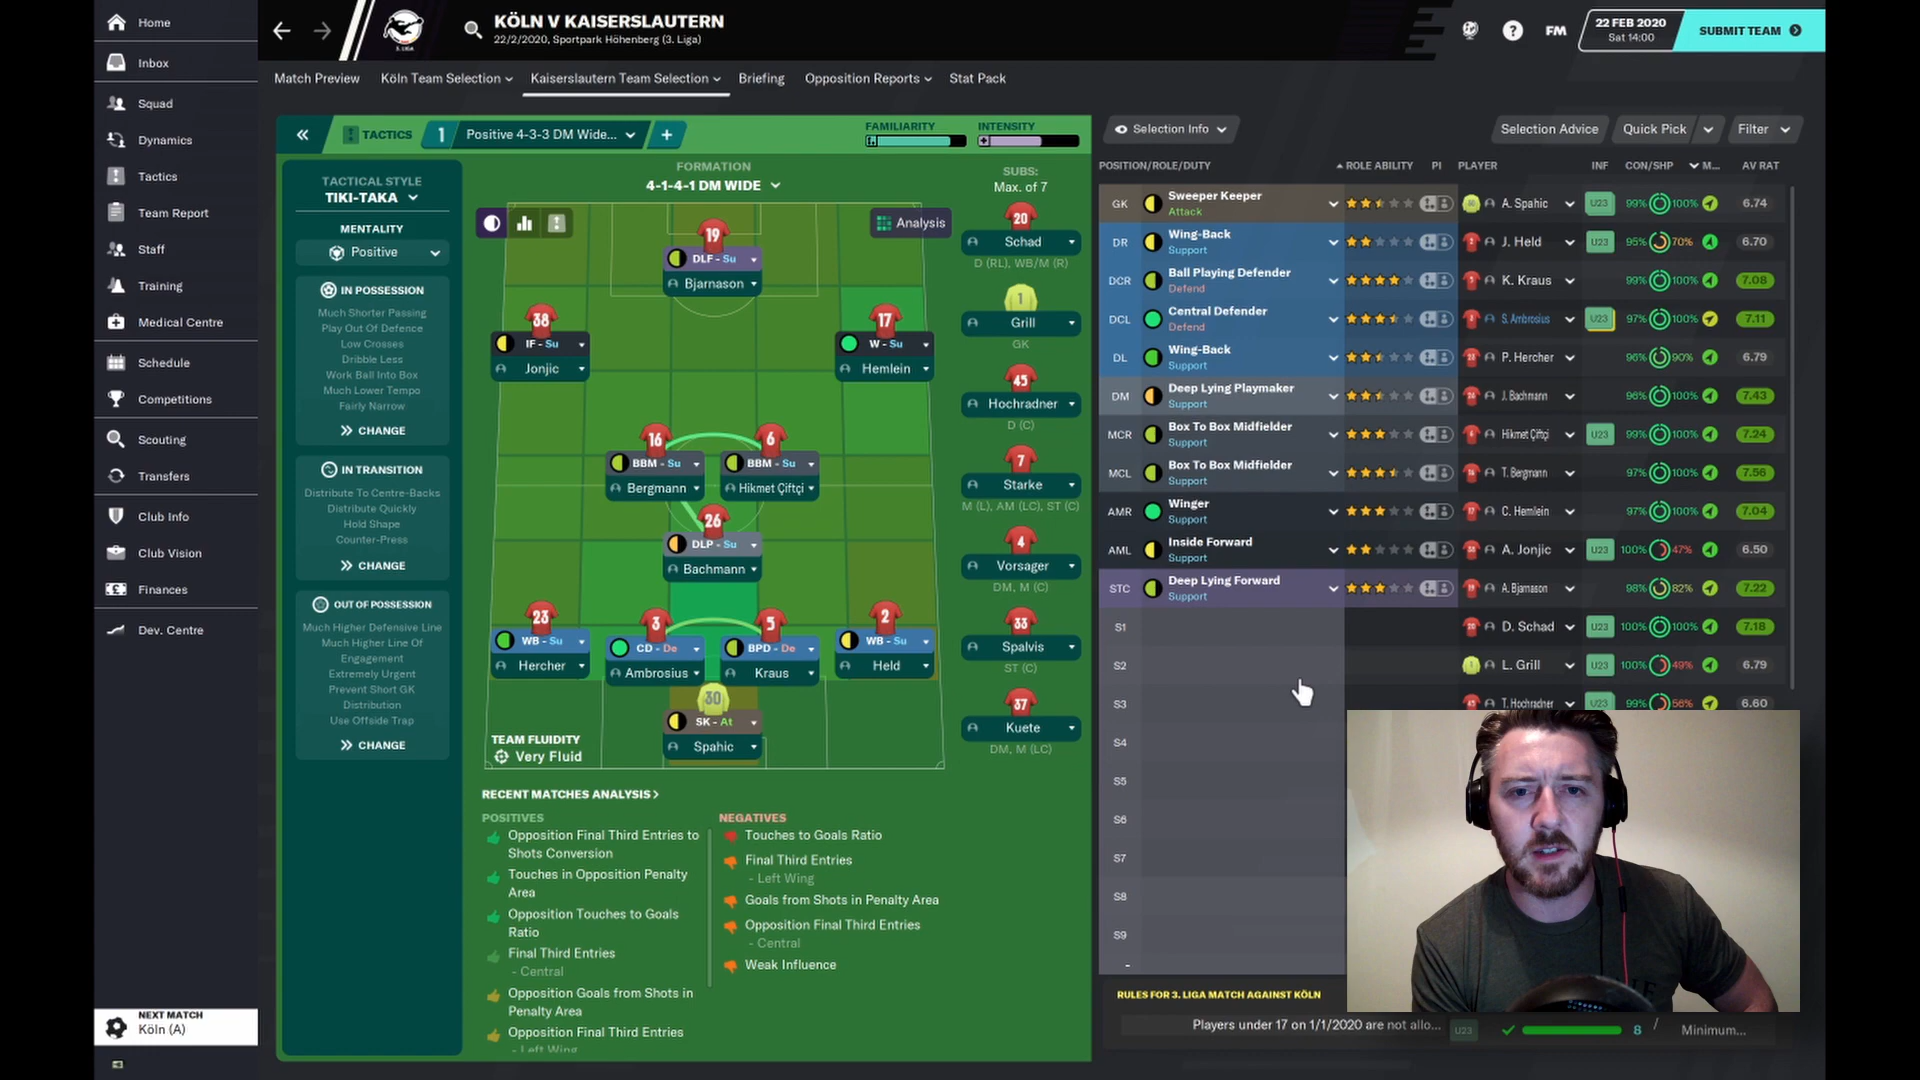 Home
Inbox
Squad
Dynamics
Tactics
Team Report
Staff
Training
Medical Centre
Schedule
Competitions
Scouting
Transfers
Club Info
Club Vision
Finances
Dev. Centre
NEXT MATCH
Köln (A)
3. LIGA
KÖLN V KAISERSLAUTERN
22/2/2020, Sportpark Höhenberg (3. Liga)
FM
22 FEB 2020
Sat 14:00
SUBMIT TEAM
Match Preview
Köln Team Selection
Kaiserslautern Team Selection
Briefing
Opposition Reports
Stat Pack
TACTICS
1
Positive 4-3-3 DM Wide...
+
FAMILIARITY
INTENSITY
TACTICAL STYLE
TIKI-TAKA
MENTALITY
Positive
IN POSSESSION
Much Shorter Passing
Play Out Of Defence
Low Crosses
Dribble Less
Work Ball Into Box
Much Lower Tempo
Fairly Narrow
CHANGE
IN TRANSITION
Distribute To Centre-Backs
Distribute Quickly
Hold Shape
Counter-Press
CHANGE
OUT OF POSSESSION
Much Higher Defensive Line
Much Higher Line Of
Engagement
Extremely Urgent
Prevent Short GK
Distribution
Use Offside Trap
CHANGE
FORMATION
4-1-4-1 DM WIDE
Analysis
19
DLF - Su
Bjarnason
38
IF - Su
Jonjic
17
W - Su
Hemlein
16
BBM - Su
Bergmann
6
BBM - Su
Hikmet Çiftçi
26
DLP - Su
Bachmann
23
WB - Su
Hercher
3
CD - De
Ambrosius
5
BPD - De
Kraus
2
WB - Su
Held
30
SK - At
Spahic
TEAM FLUIDITY
Very Fluid
SUBS:
Max. of 7
20
Schad
D (RL), WB/M (R)
1
Grill
GK
45
Hochradner
D (C)
7
Starke
M (L), AM (LC), ST (C)
4
Vorsager
DM, M (C)
33
Spalvis
ST (C)
37
Kuete
DM, M (LC)
RECENT MATCHES ANALYSIS >
POSITIVES
Opposition Final Third Entries to
Shots Conversion
Touches in Opposition Penalty
Area
Opposition Touches to Goals
Ratio
Final Third Entries
- Central
Opposition Goals from Shots in
Penalty Area
Opposition Final Third Entries
- Left Wing
NEGATIVES
Touches to Goals Ratio
Final Third Entries
- Left Wing
Goals from Shots in Penalty Area
Opposition Final Third Entries
- Central
Weak Influence
Selection Info
Selection Advice
Quick Pick
Filter
POSITION/ROLE/DUTY ROLE ABILITY PI PLAYER INF CON/SHP M... AV RAT
GK Sweeper Keeper Attack A. Spahic U23 99% 100% 6.74
DR Wing-Back Support J. Held U23 95% 70% 6.70
DCR Ball Playing Defender Defend K. Kraus 99% 100% 7.08
DCL Central Defender Defend S. Ambrosius U23 97% 100% 7.11
DL Wing-Back Support P. Hercher 96% 90% 6.79
DM Deep Lying Playmaker Support J. Bachmann 96% 100% 7.43
MCR Box To Box Midfielder Support Hikmet Çiftçi U23 99% 100% 7.24
MCL Box To Box Midfielder Support T. Bergmann 97% 100% 7.56
AMR Winger Support C. Hemlein 97% 100% 7.04
AML Inside Forward Support A. Jonjic U23 100% 47% 6.50
STC Deep Lying Forward Support A. Bjarnason 98% 82% 7.22
S1 D. Schad U23 100% 100% 7.18
S2 L. Grill U23 100% 49% 6.79
S3 T. Hochradner U23 99% 56% 6.60
S4
S5
S6
S7
S8
S9
-
RULES FOR 3. LIGA MATCH AGAINST KÖLN
Players under 17 on 1/1/2020 are not allo... U23 8 / Minimum...